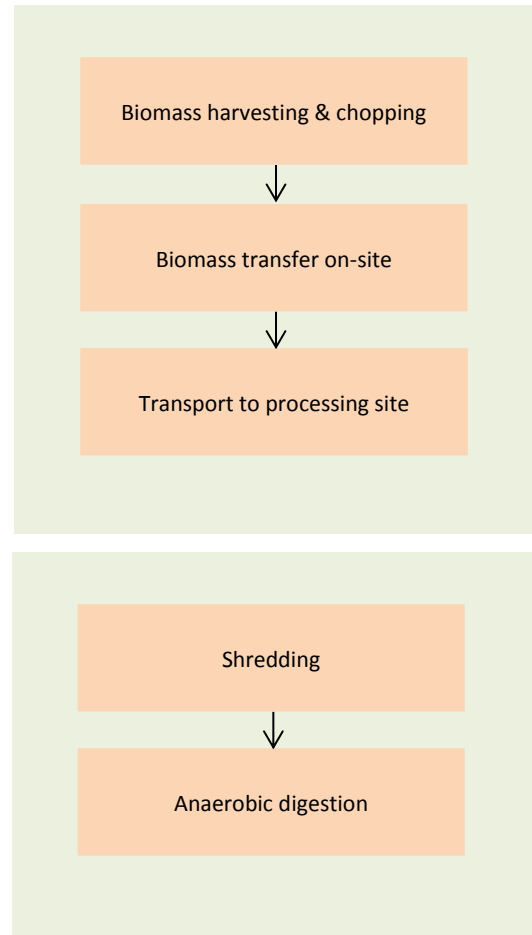 Biomass harvesting & chopping
Biomass transfer on-site
Transport to processing site
Shredding
Anaerobic digestion